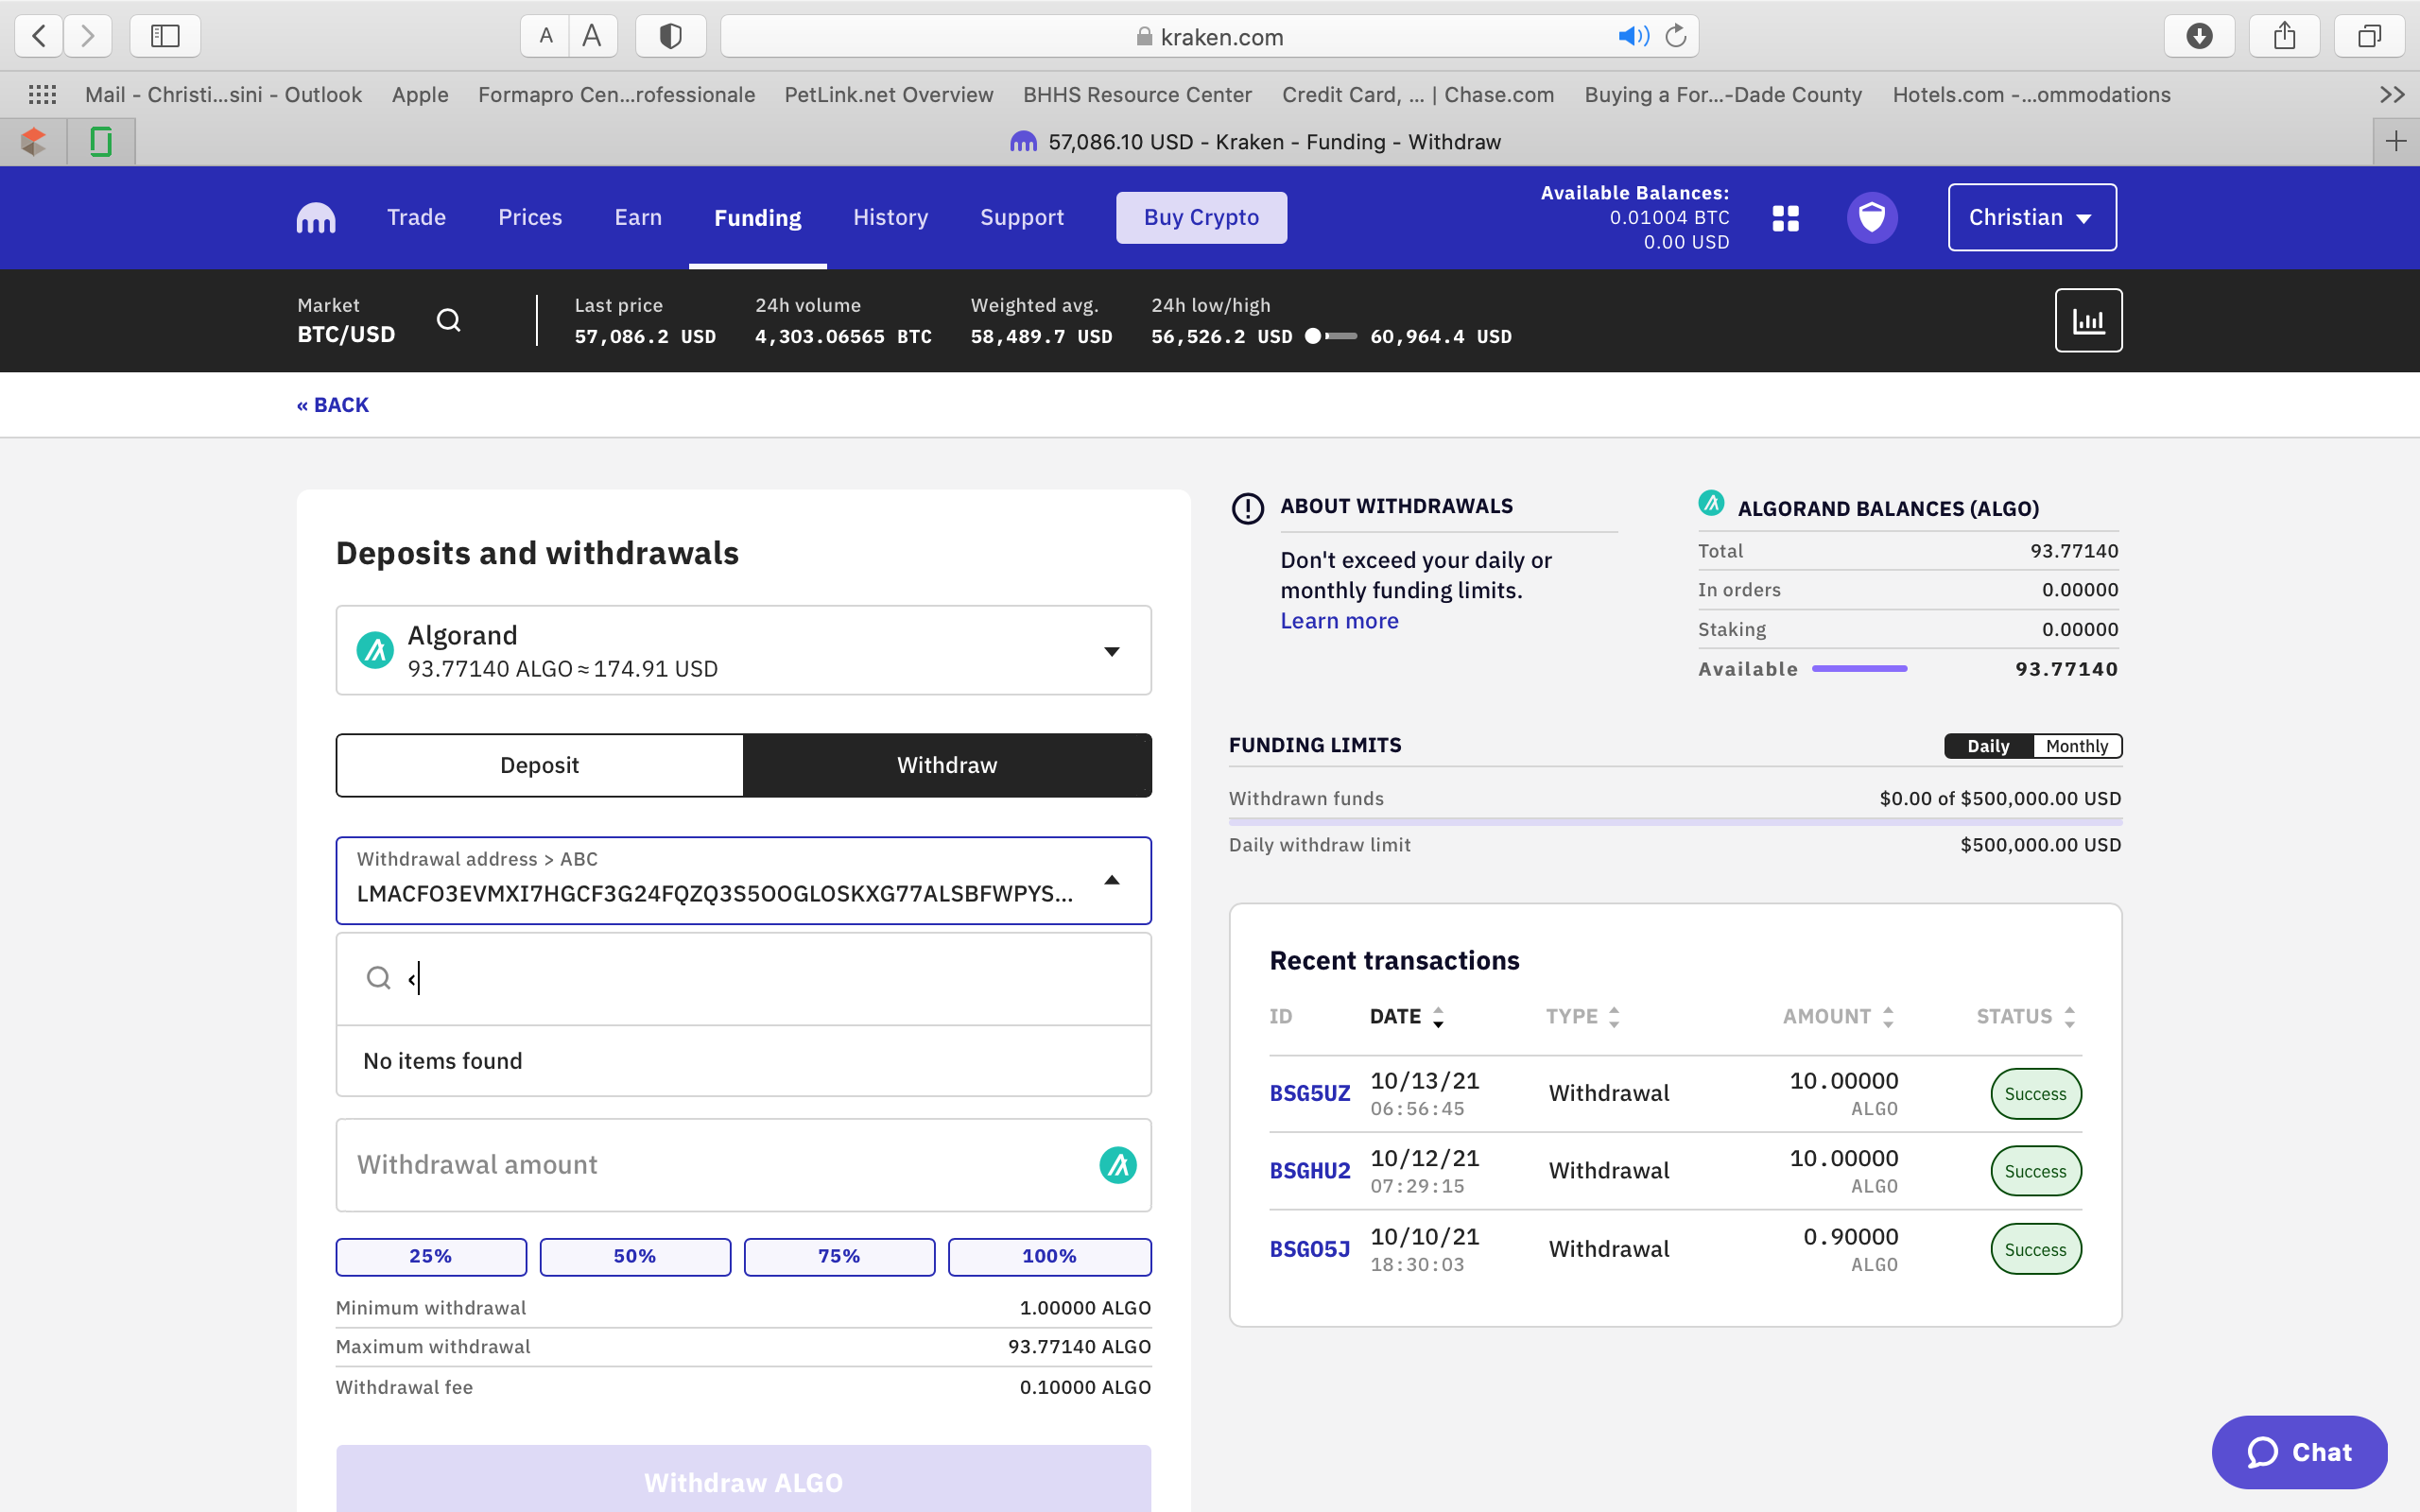 A A
kraken.com
Mail - Christi...sini - Outlook Apple Formapro Cen...rofessionale PetLink.net Overview BHHS Resource Center Credit Card, ... | Chase.com Buying a For...-Dade County Hotels.com -...ommodations
57,086.10 USD - Kraken - Funding - Withdraw
Trade Prices Earn Funding History Support Buy Crypto
Available Balances:
0.01004 BTC
0.00 USD
Christian
Market
BTC/USD
Last price
57,086.2 USD
24h volume
4,303.06565 BTC
Weighted avg.
58,489.7 USD
24h low/high
56,526.2 USD 60,964.4 USD
« BACK
Deposits and withdrawals
Algorand
93.77140 ALGO ≈ 174.91 USD
Deposit Withdraw
Withdrawal address > ABC
LMACFO3EVMXI7HGCF3G24FQZQ3S5OOGLOSKXG77ALSBFWPYS...
<
No items found
Withdrawal amount
25% 50% 75% 100%
Minimum withdrawal 1.00000 ALGO
Maximum withdrawal 93.77140 ALGO
Withdrawal fee 0.10000 ALGO
Withdraw ALGO
ABOUT WITHDRAWALS
Don't exceed your daily or
monthly funding limits.
Learn more
ALGORAND BALANCES (ALGO)
Total 93.77140
In orders 0.00000
Staking 0.00000
Available 93.77140
FUNDING LIMITS Daily Monthly
Withdrawn funds $0.00 of $500,000.00 USD
Daily withdraw limit $500,000.00 USD
Recent transactions
ID DATE TYPE AMOUNT STATUS
BSG5UZ 10/13/21 Withdrawal 10.00000 Success
06:56:45 ALGO
BSGHU2 10/12/21 Withdrawal 10.00000 Success
07:29:15 ALGO
BSGO5J 10/10/21 Withdrawal 0.90000 Success
18:30:03 ALGO
Chat